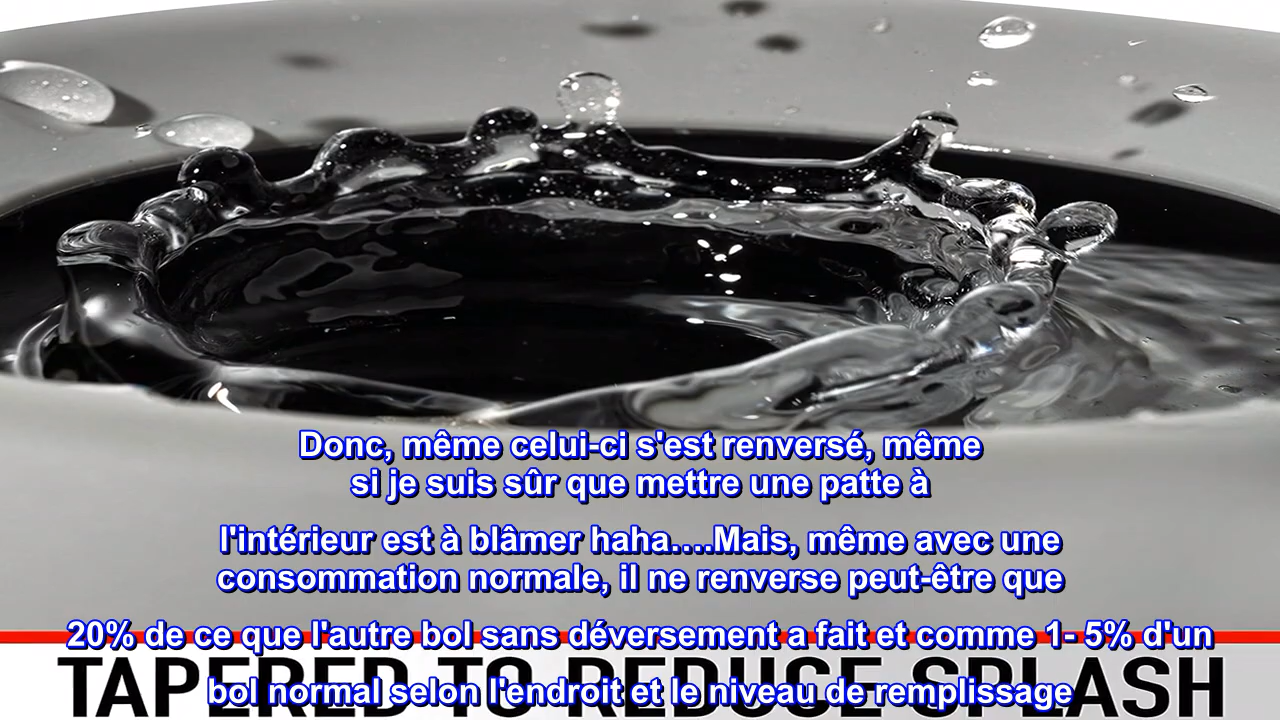 Donc, même celui-ci s'est renversé, même
si je suis sûr que mettre une patte à
l'intérieur est à blâmer haha….Mais, même avec une
consommation normale, il ne renverse peut-être que
20% de ce que l'autre bol sans déversement a fait et comme 1- 5% d'un
bol normal selon l'endroit et le niveau de remplissage
TAPERED TO REDUCE SPLASH